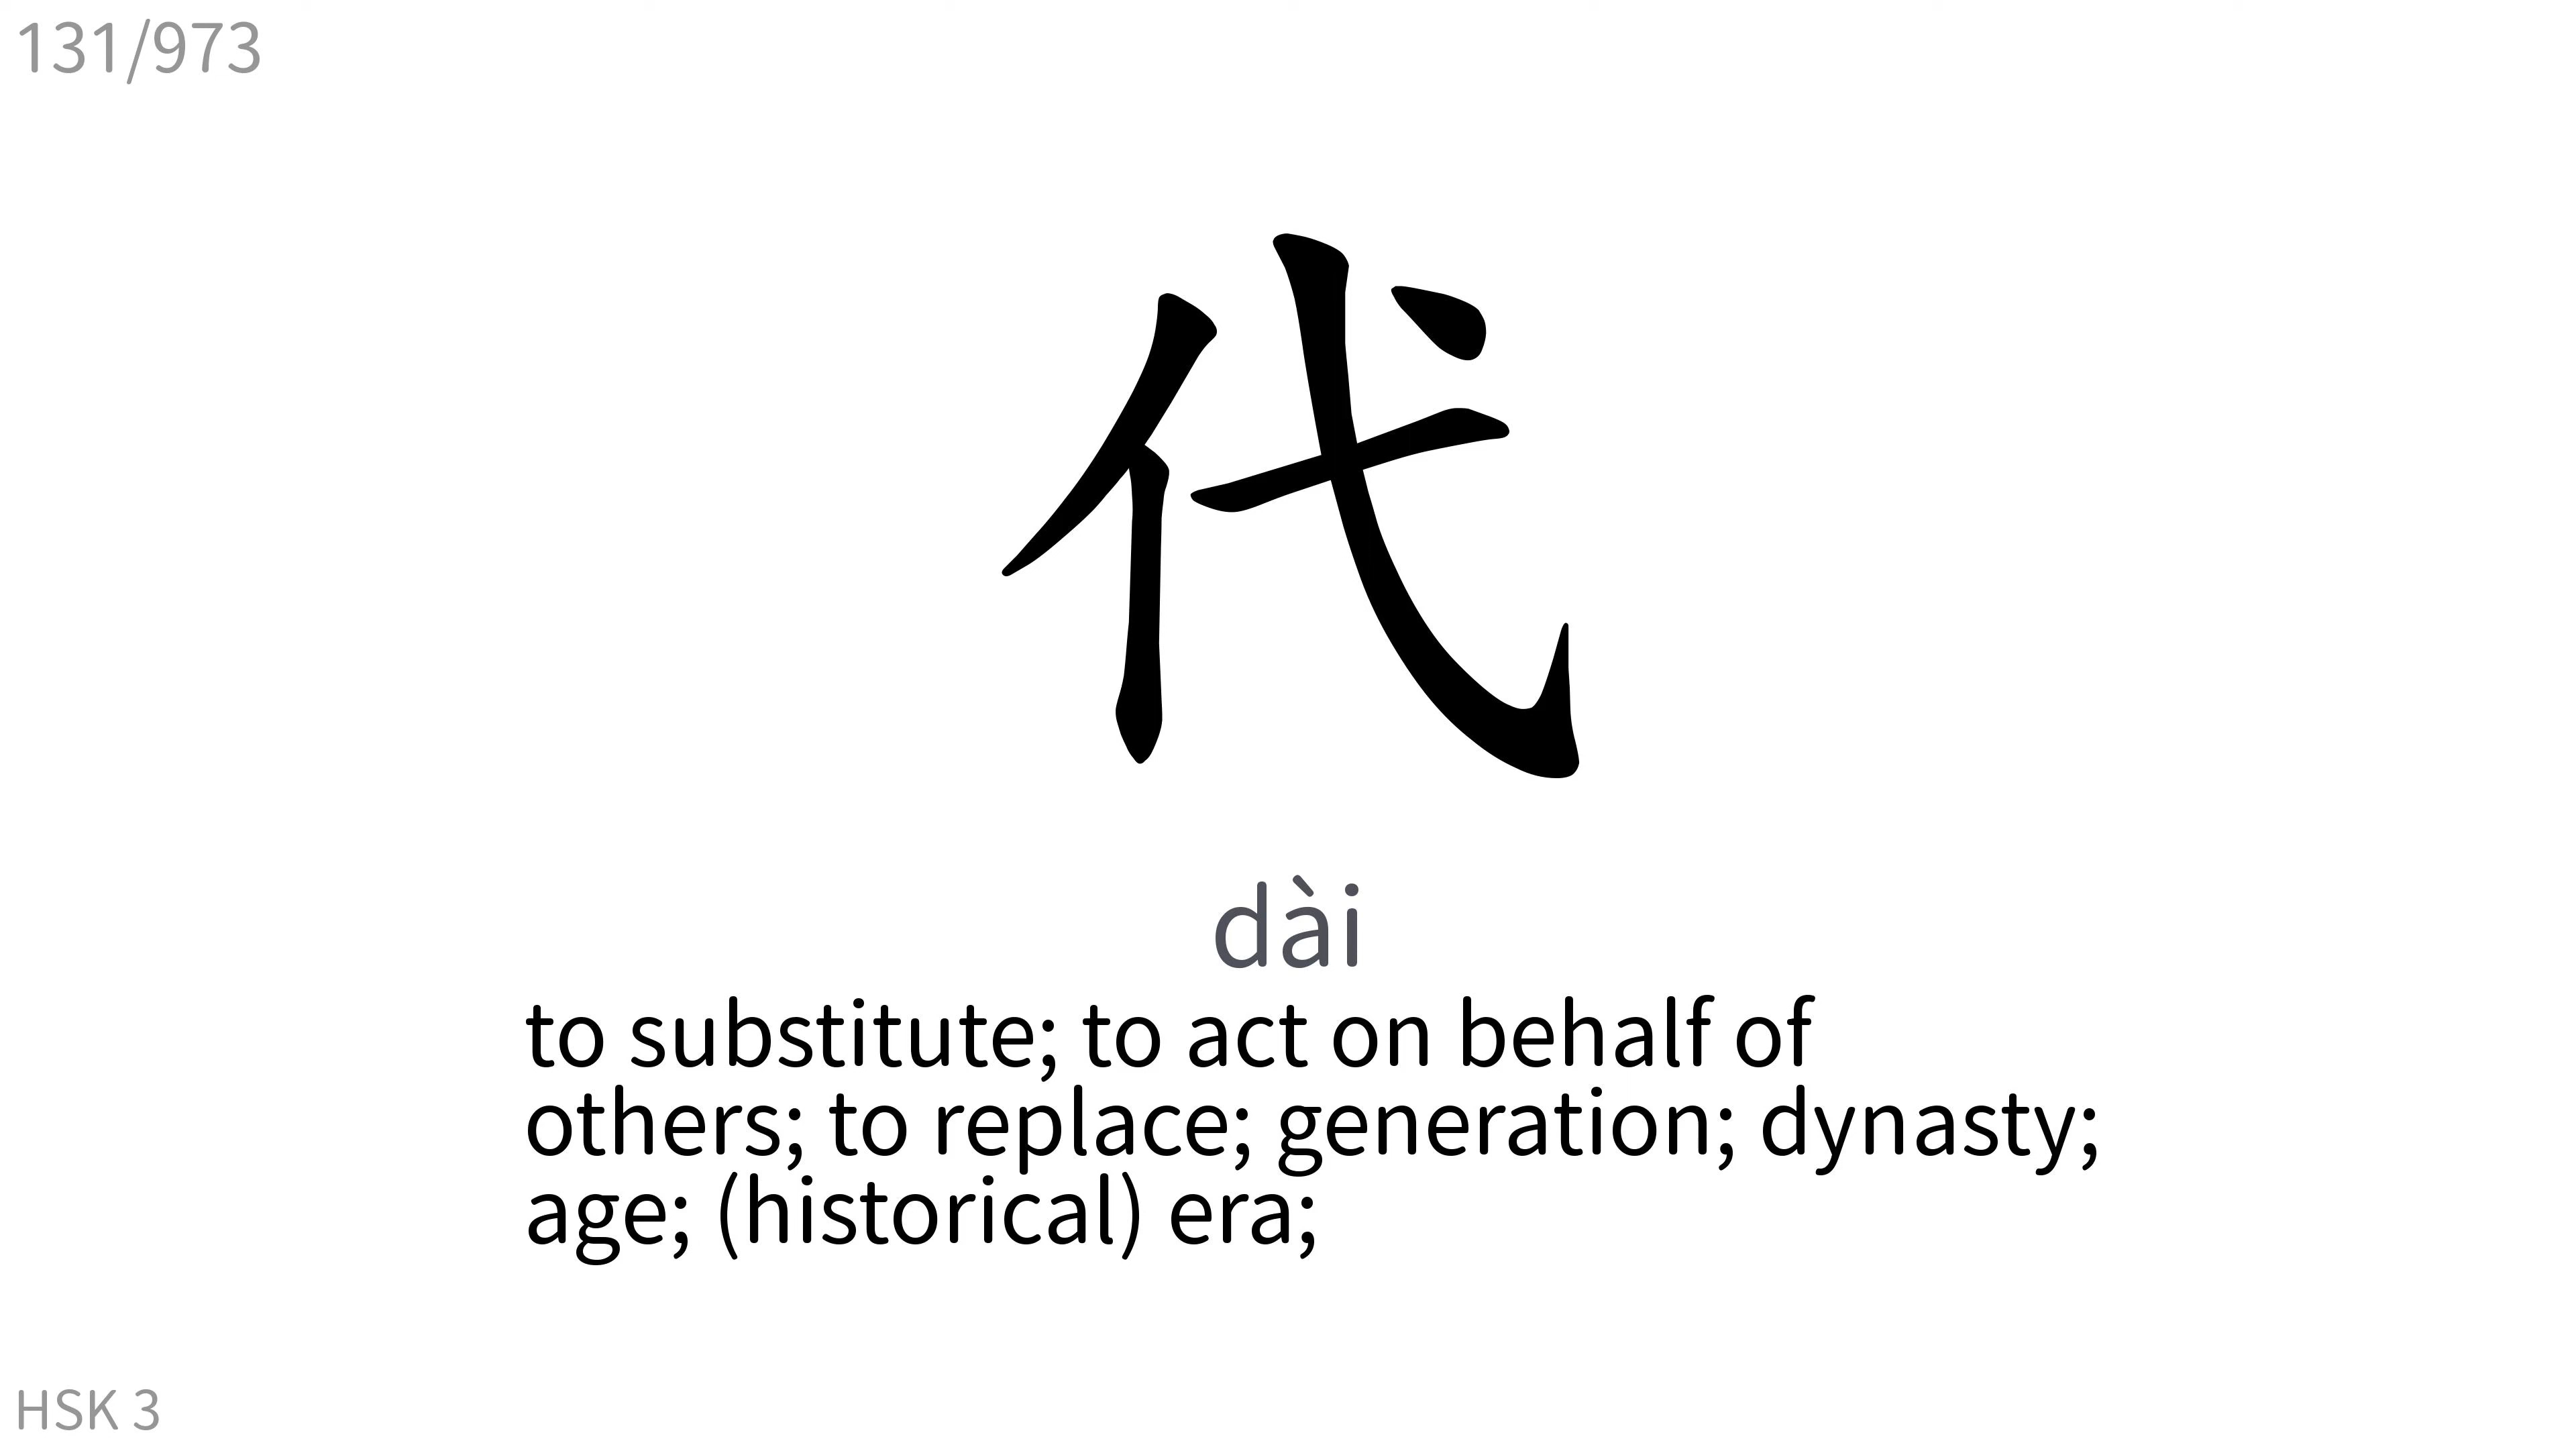 131/973
代
dài
to substitute; to act on behalf of
others; to replace; generation; dynasty;
age; (historical) era;
HSK 3